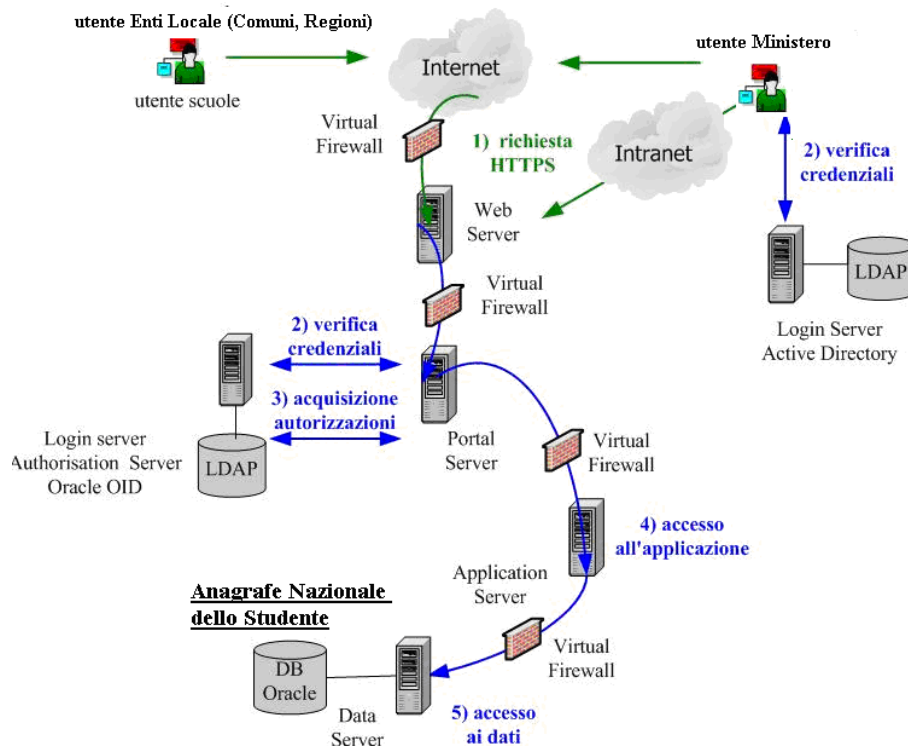 utente Enti Locale (Comuni, Regioni)
utente scuole
Internet
utente Ministero
Virtual
Firewall
1) richiesta
HTTPS
Intranet
2) verifica
credenziali
Web
Server
LDAP
Login Server
Active Directory
Virtual
Firewall
2) verifica
credenziali
3) acquisizione
autorizzazioni
Login server
Authorisation Server
Oracle OID
LDAP
Portal
Server
Virtual
Firewall
4) accesso
all'applicazione
Application
Server
Anagrafe Nazionale
dello Studente
Virtual
Firewall
DB
Oracle
Data
Server
5) accesso
ai dati